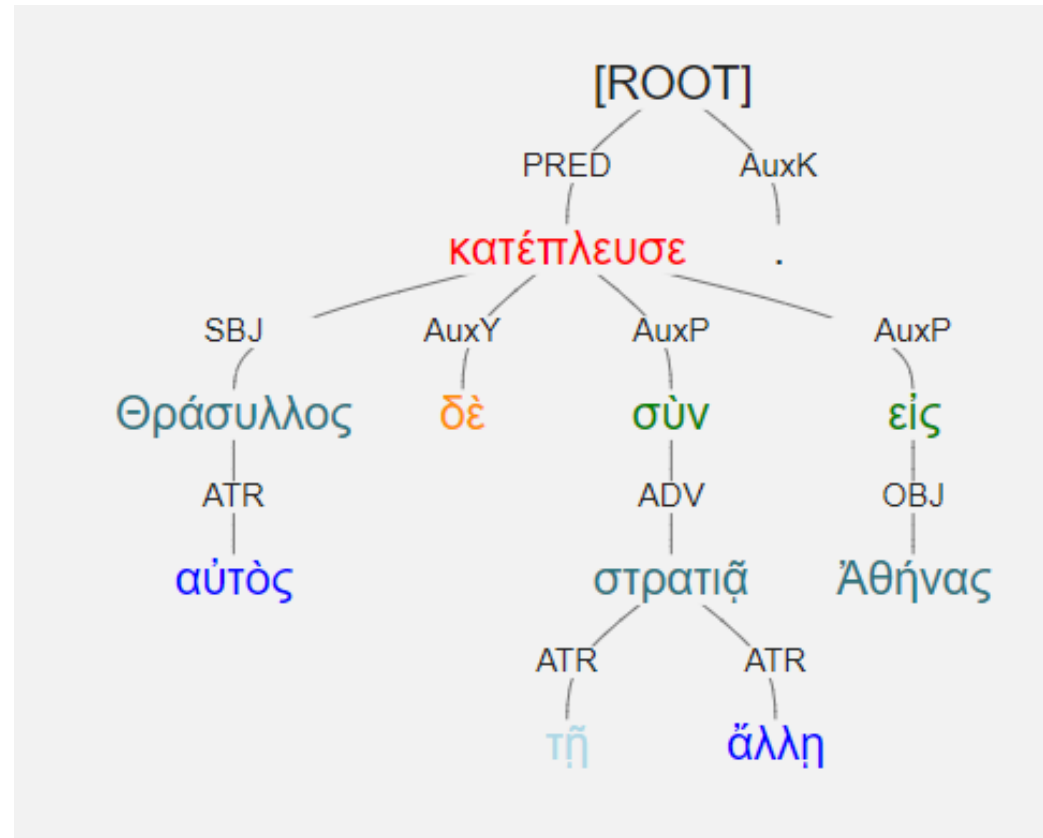 [ROOT]
PRED AuxK
κατέπλευσε .
SBJ AuxY AuxP AuxP
Θράσυλλος δὲ σὺν εἰς
ATR ADV OBJ
αὐτὸς στρατιᾷ Ἀθήνας
ATR ATR
τῇ ἄλλῃ